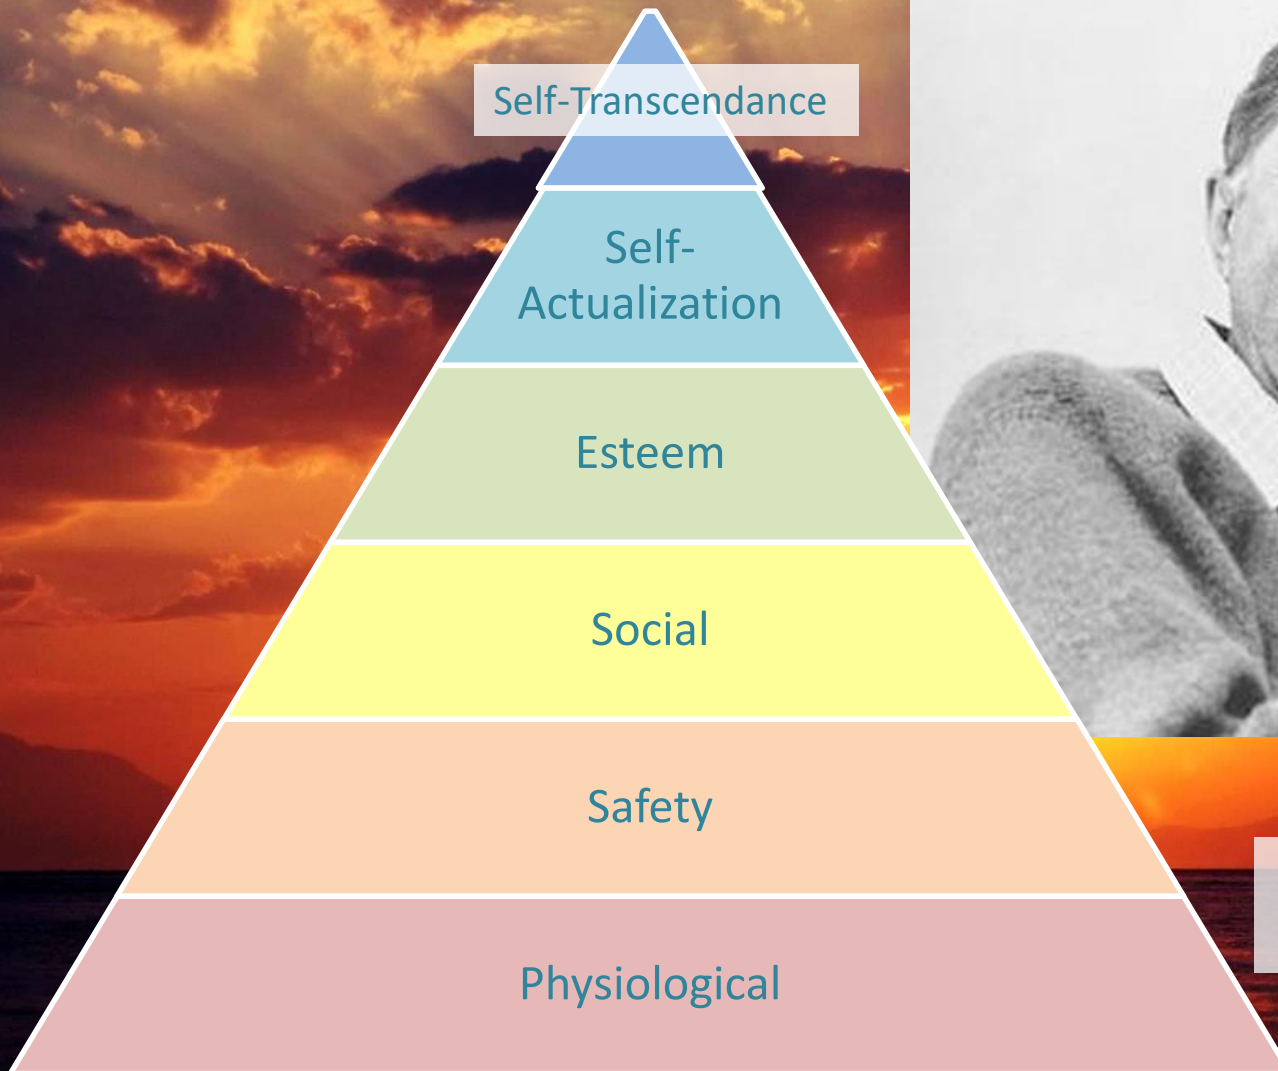 Self-Transcendance
Self-
Actualization
Esteem
Social
Safety
Physiological